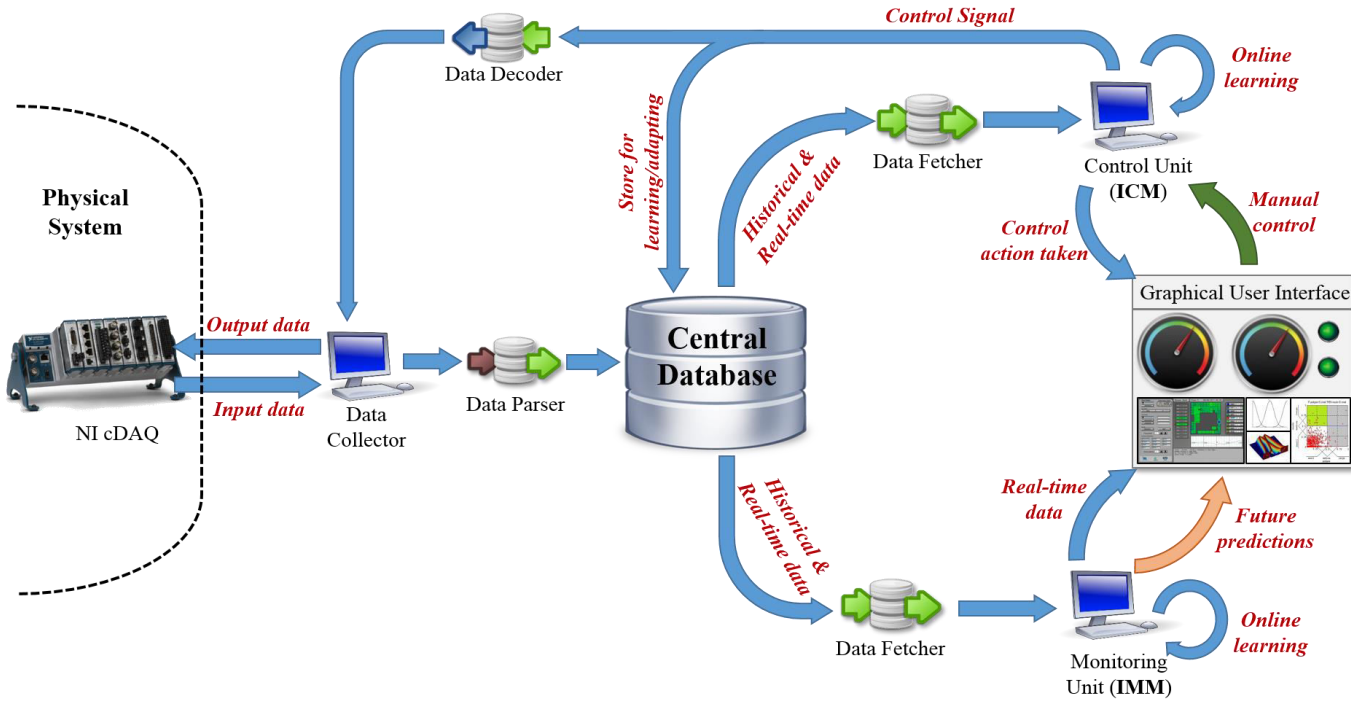 Control Signal
Data Decoder
Online
learning
Store for
learning/adapting
Historical &
Real-time data
Data Fetcher
Control Unit
(ICM)
Physical
System
Control
action taken
Manual
control
Graphical User Interface
Output data
Input data
NI cDAQ
Data
Collector
Data Parser
Central
Database
Historical &
Real-time data
Real-time
data
Future
predictions
Data Fetcher
Monitoring
Unit (IMM)
Online
learning